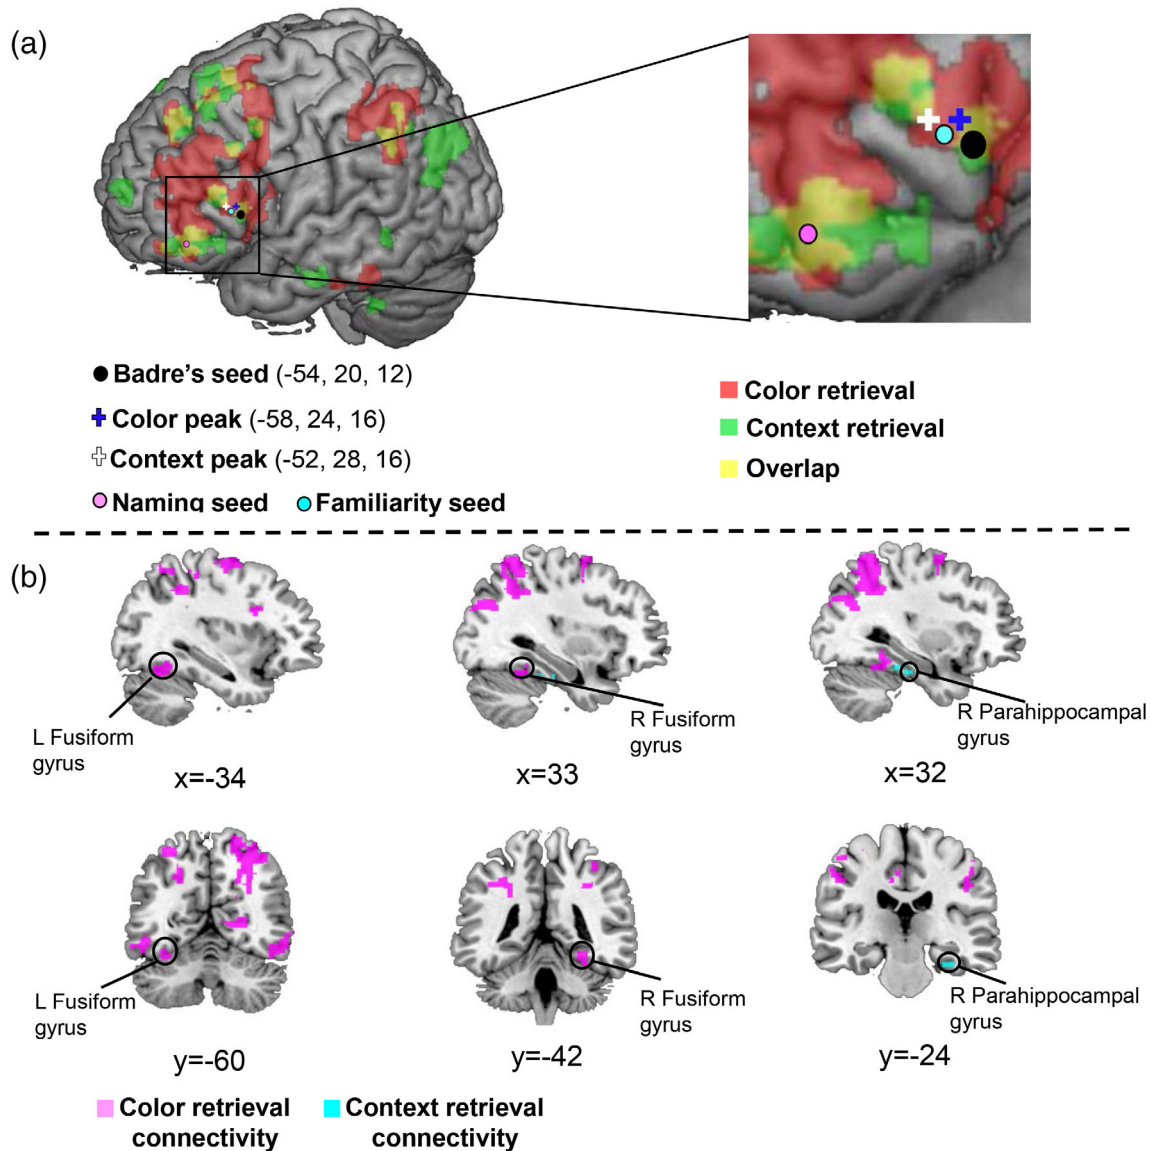 (a)
Badre's seed (-54, 20, 12)
Color peak (-58, 24, 16)
Context peak (-52, 28, 16)
Naming seed
Familiarity seed
Color retrieval
Context retrieval
Overlap
(b)
L Fusiform
gyrus
x=-34
R Fusiform
gyrus
x=33
R Parahippocampal
gyrus
x=32
L Fusiform
gyrus
y=-60
R Fusiform
gyrus
y=-42
R Parahippocampal
gyrus
y=-24
Color retrieval
connectivity
Context retrieval
connectivity